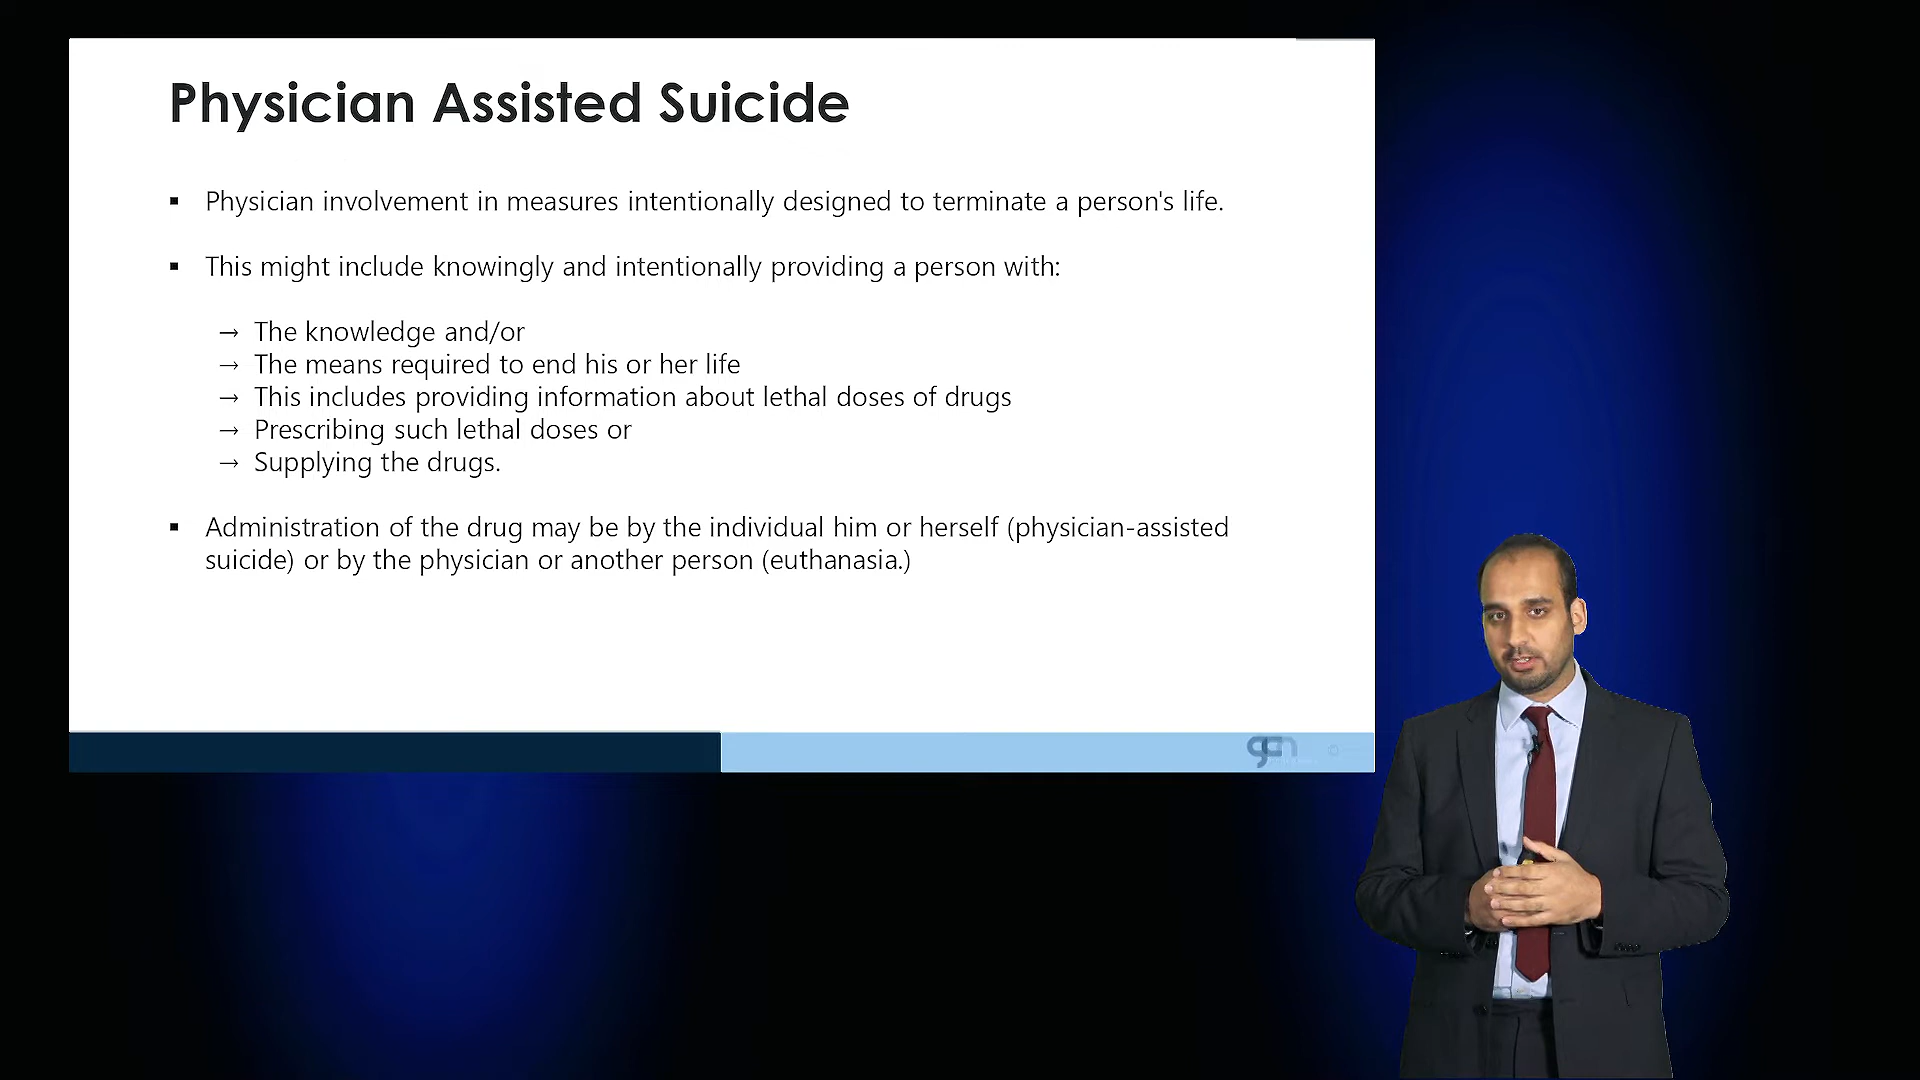 Physician Assisted Suicide
▪ Physician involvement in measures intentionally designed to terminate a person's life.
▪ This might include knowingly and intentionally providing a person with:
→ The knowledge and/or
→ The means required to end his or her life
→ This includes providing information about lethal doses of drugs
→ Prescribing such lethal doses or
→ Supplying the drugs.
▪ Administration of the drug may be by the individual him or herself (physician-assisted
suicide) or by the physician or another person (euthanasia.)